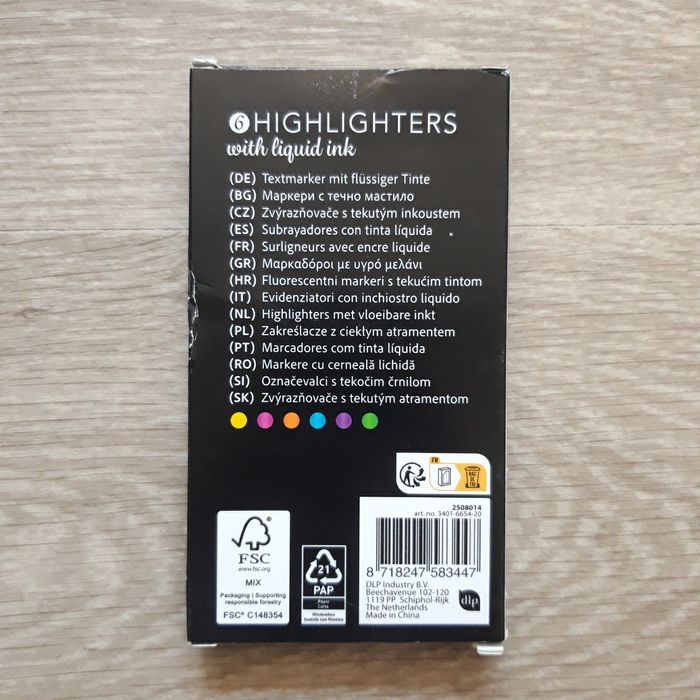 6 HIGHLIGHTERS
with liquid ink
(DE) Textmarker mit flüssiger Tinte
(BG) Маркери с течно мастило
(CZ) Zvýrazňovače s tekutým inkoustem
(ES) Subrayadores con tinta líquida
(FR) Surligneurs avec encre liquide
(GR) Μαρκαδόροι με υγρό μελάνι
(HR) Fluorescentni markeri s tekućim tintom
(IT) Evidenziatori con inchiostro liquido
(NL) Highlighters met vloeibare inkt
(PL) Zakreślacze z ciekłym atramentem
(PT) Marcadores com tinta líquida
(RO) Markere cu cerneală lichidă
(SI) Označevalci s tekočim črnilom
(SK) Zvýrazňovače s tekutým atramentom
FR
BAC
DE
TRI
FSC
www.fsc.org
MIX
Packaging | Supporting
responsible forestry
FSC® C148354
21
PAP
Paper
Carta
2508014
art. no. 3401-6654-20
8 718247 583447
DLP Industry B.V.
Beechavenue 102-120
1119 PP Schiphol-Rijk
The Netherlands
Made in China
dlp